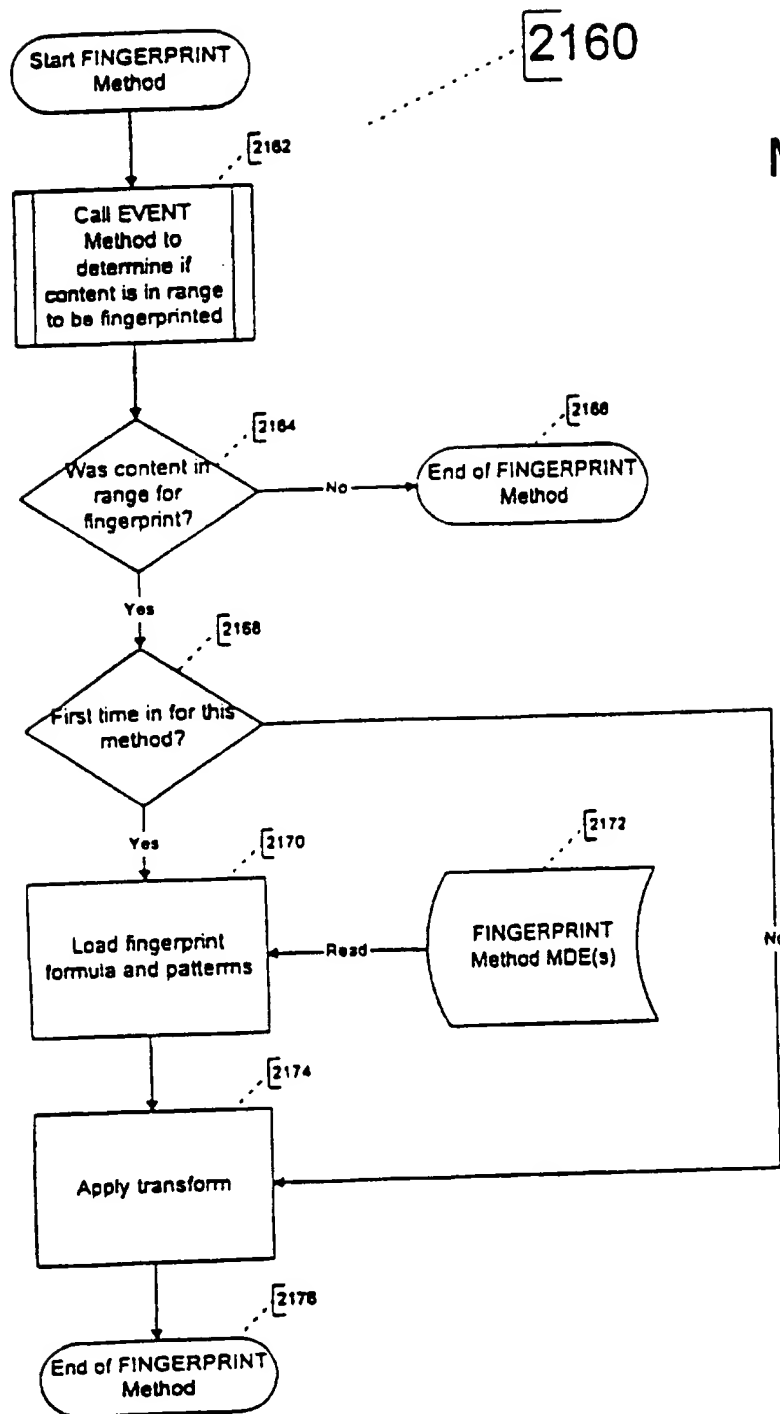 2160
Start FINGERPRINT
Method
2162
Call EVENT
Method to
determine if
content is in range
to be fingerprinted
2164
Was content in
range for
fingerprint?
No
2166
End of FINGERPRINT
Method
Yes
2168
First time in for this
method?
Yes
No
2170
Load fingerprint
formula and patterns
Read
2172
FINGERPRINT
Method MDE(s)
2174
Apply transform
2176
End of FINGERPRINT
Method